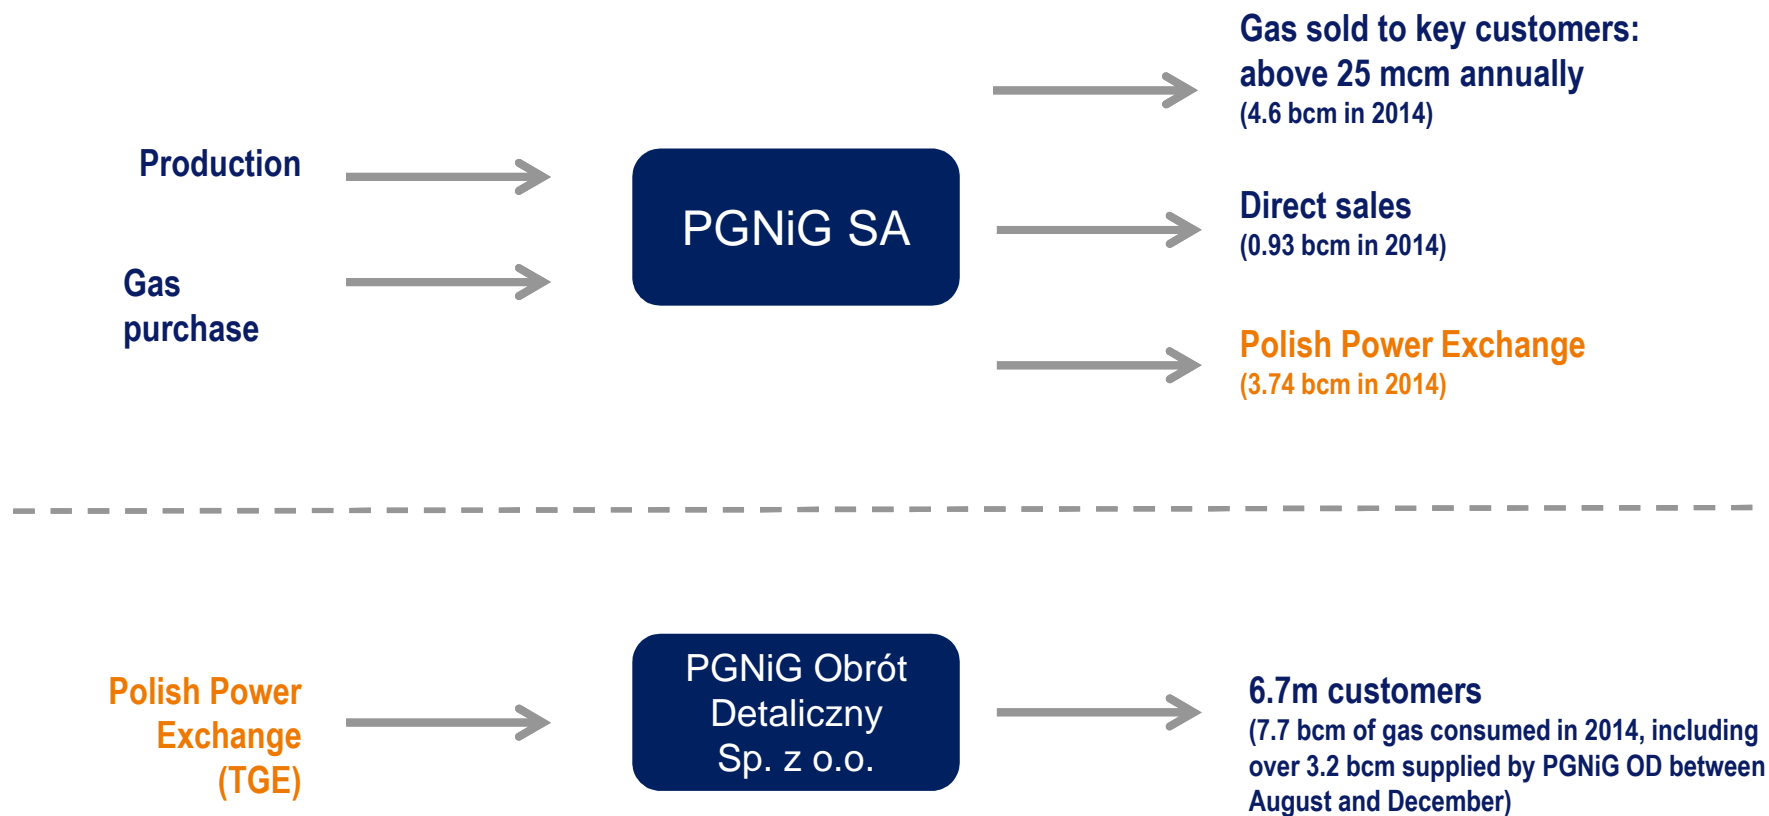 Gas sold to key customers:
above 25 mcm annually
(4.6 bcm in 2014)
Production
PGNiG SA
Direct sales
(0.93 bcm in 2014)
Gas
purchase
Polish Power Exchange
(3.74 bcm in 2014)
Polish Power
Exchange
(TGE)
PGNiG Obrót
Detaliczny
Sp. z o.o.
6.7m customers
(7.7 bcm of gas consumed in 2014, including
over 3.2 bcm supplied by PGNiG OD between
August and December)